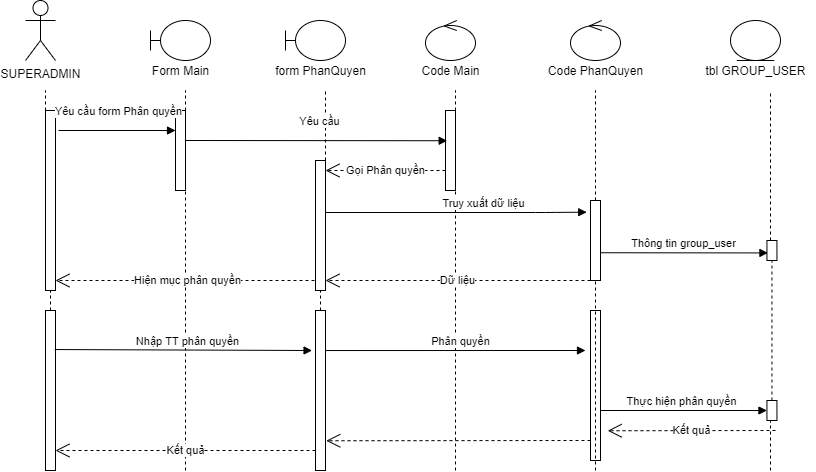 SUPERADMIN
Form Main
form PhanQuyen
Code Main
Code PhanQuyen
tbl GROUP_USER
Yêu cầu form Phân quyền
Yêu cầu
Gọi Phân quyền
Truy xuất dữ liệu
Thông tin group_user
Hiện mục phân quyền
Dữ liệu
Nhập TT phân quyền
Phân quyền
Thực hiện phân quyền
Kết quả
Kết quả